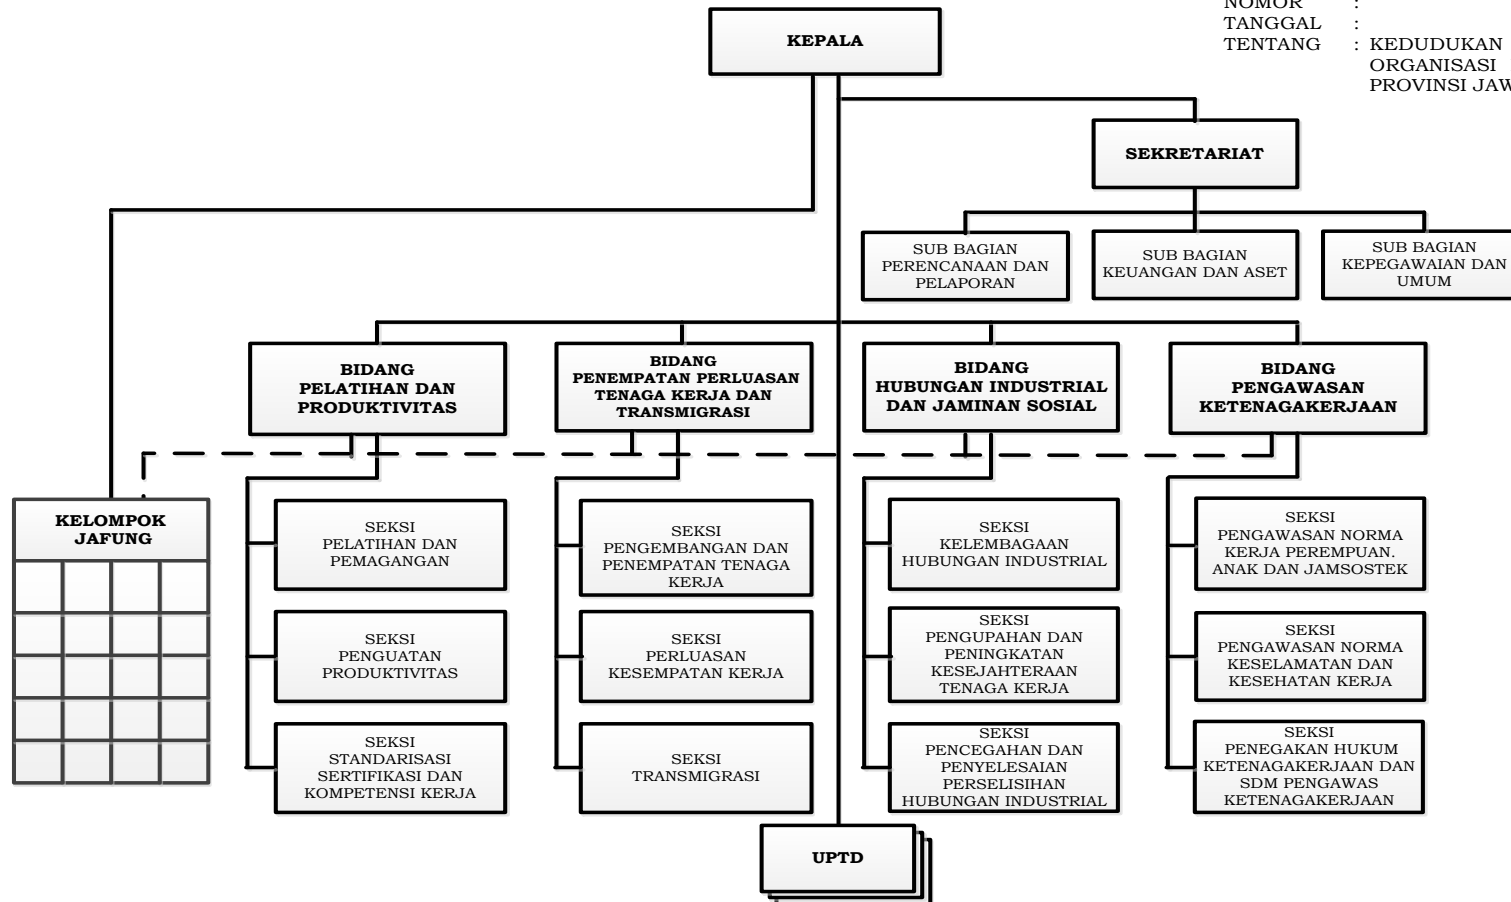 NOMOR :
TANGGAL :
TENTANG : KEDUDUKAN
ORGANISASI
PROVINSI
KEPALA
SEKRETARIAT
SUB BAGIAN
PERENCANAAN DAN
PELAPORAN
SUB BAGIAN
KEUANGAN DAN ASET
SUB BAGIAN
KEPEGAWAIAN DAN
UMUM
BIDANG
PELATIHAN DAN
PRODUKTIVITAS
BIDANG
PENEMPATAN PERLUASAN
TENAGA KERJA DAN
TRANSMIGRASI
BIDANG
HUBUNGAN INDUSTRIAL
DAN JAMINAN SOSIAL
BIDANG
PENGAWASAN
KETENAGAKERJAAN
KELOMPOK
JAFUNG
SEKSI
PELATIHAN DAN
PEMAGANGAN
SEKSI
PENGEMBANGAN DAN
PENEMPATAN TENAGA
KERJA
SEKSI
KELEMBAGAAN
HUBUNGAN INDUSTRIAL
SEKSI
PENGAWASAN NORMA
KERJA PEREMPUAN.
ANAK DAN JAMSOSTEK
SEKSI
PENGUATAN
PRODUKTIVITAS
SEKSI
PERLUASAN
KESEMPATAN KERJA
SEKSI
PENGUPAHAN DAN
PENINGKATAN
KESEJAHTERAAN
TENAGA KERJA
SEKSI
PENGAWASAN NORMA
KESELAMATAN DAN
KESEHATAN KERJA
SEKSI
STANDARISASI
SERTIFIKASI DAN
KOMPETENSI KERJA
SEKSI
TRANSMIGRASI
SEKSI
PENCEGAHAN DAN
PENYELESAIAN
PERSELISIHAN
HUBUNGAN INDUSTRIAL
SEKSI
PENEGAKAN HUKUM
KETENAGAKERJAAN DAN
SDM PENGAWAS
KETENAGAKERJAAN
UPTD